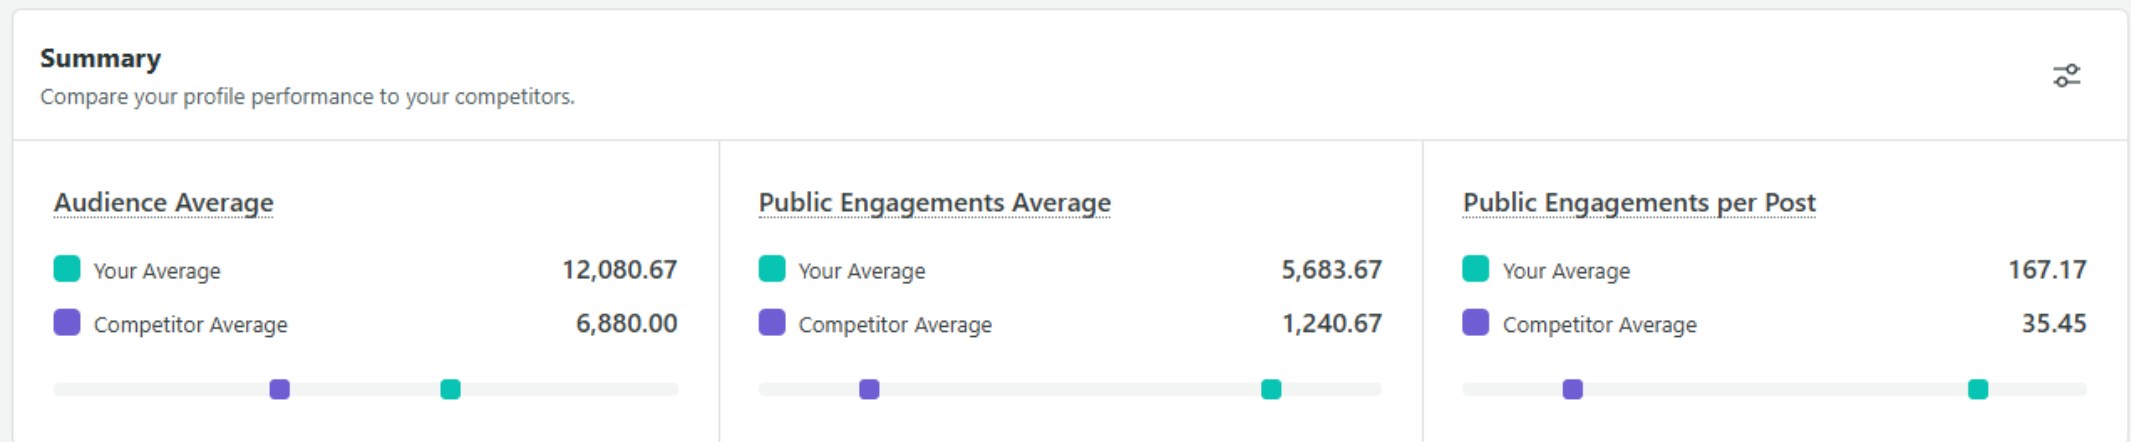 Summary
Compare your profile performance to your competitors.
Audience Average
Your Average 12,080.67
Competitor Average 6,880.00
Public Engagements Average
Your Average 5,683.67
Competitor Average 1,240.67
Public Engagements per Post
Your Average 167.17
Competitor Average 35.45